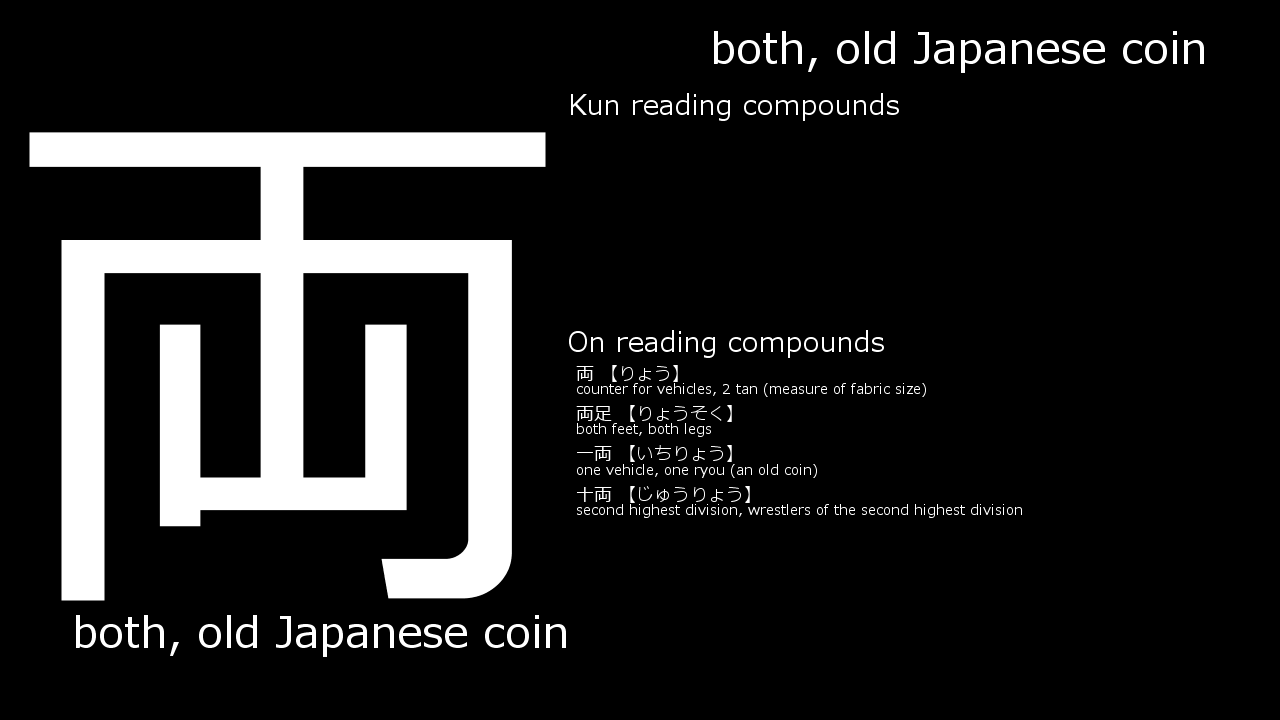 both, old Japanese coin
Kun reading compounds
両
On reading compounds
両 【りょう】
counter for vehicles, 2 tan (measure of fabric size)
両足 【りょうそく】
both feet, both legs
一両 【いちりょう】
one vehicle, one ryou (an old coin)
十両 【じゅうりょう】
second highest division, wrestlers of the second highest division
both, old Japanese coin